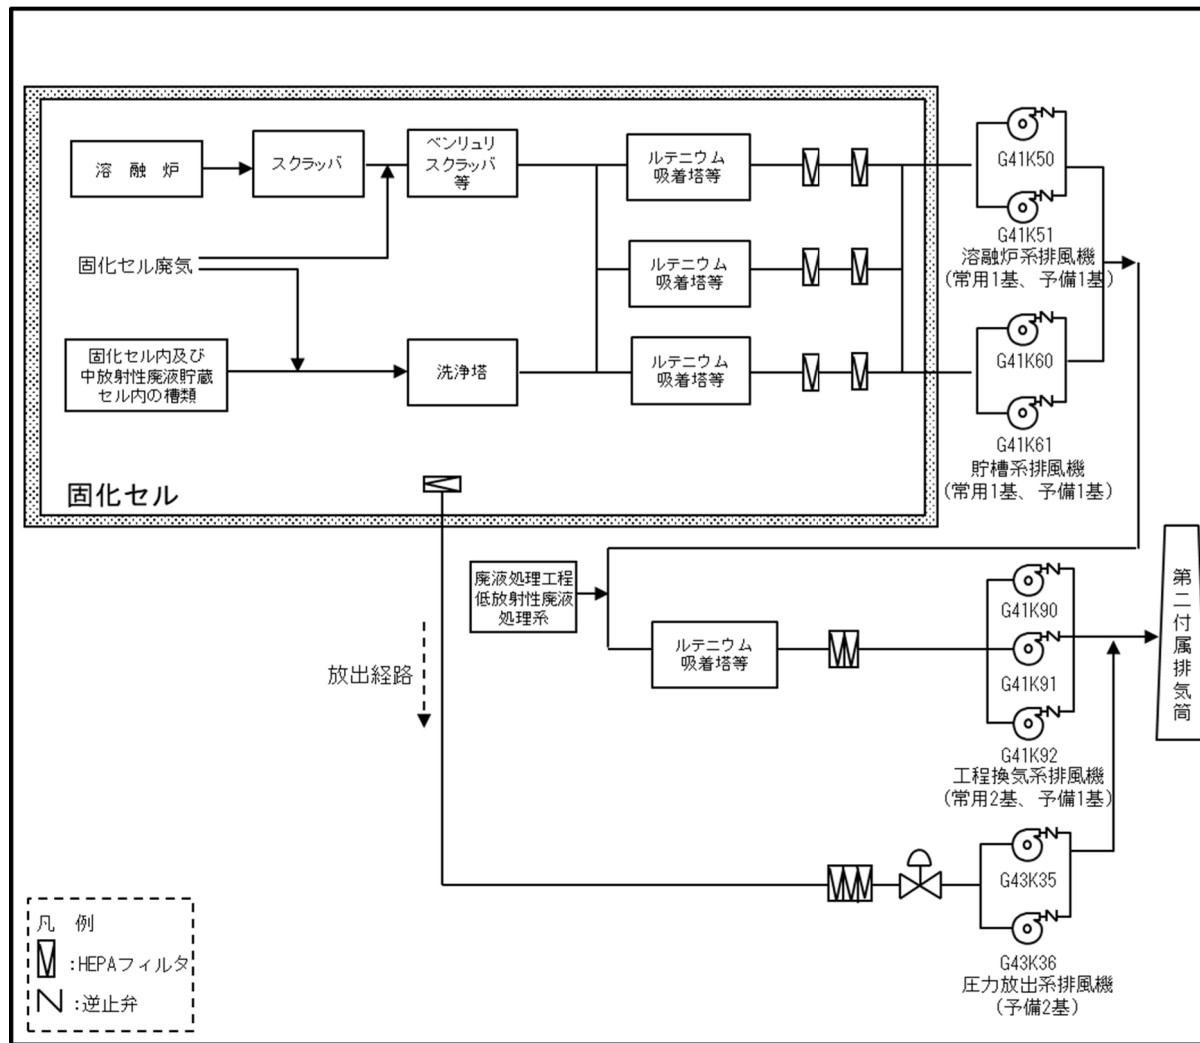 溶 融 炉
スクラッバ
ベンリュリ
スクラッバ
等
ルテニウム
吸着塔等
G41K50
G41K51
溶融炉系排風機
(常用1基、予備1基)
固化セル廃気
ルテニウム
吸着塔等
固化セル内及び
中放射性廃液貯蔵
セル内の槽類
洗浄塔
ルテニウム
吸着塔等
G41K60
G41K61
貯槽系排風機
(常用1基、予備1基)
固化セル
廃液処理工程
低放射性廃液
処理系
ルテニウム
吸着塔等
G41K90
G41K91
G41K92
工程換気系排風機
(常用2基、予備1基)
第二付属排気筒
放出経路
G43K35
G43K36
圧力放出系排風機
(予備2基)
凡 例
:HEPAフィルタ
:逆止弁